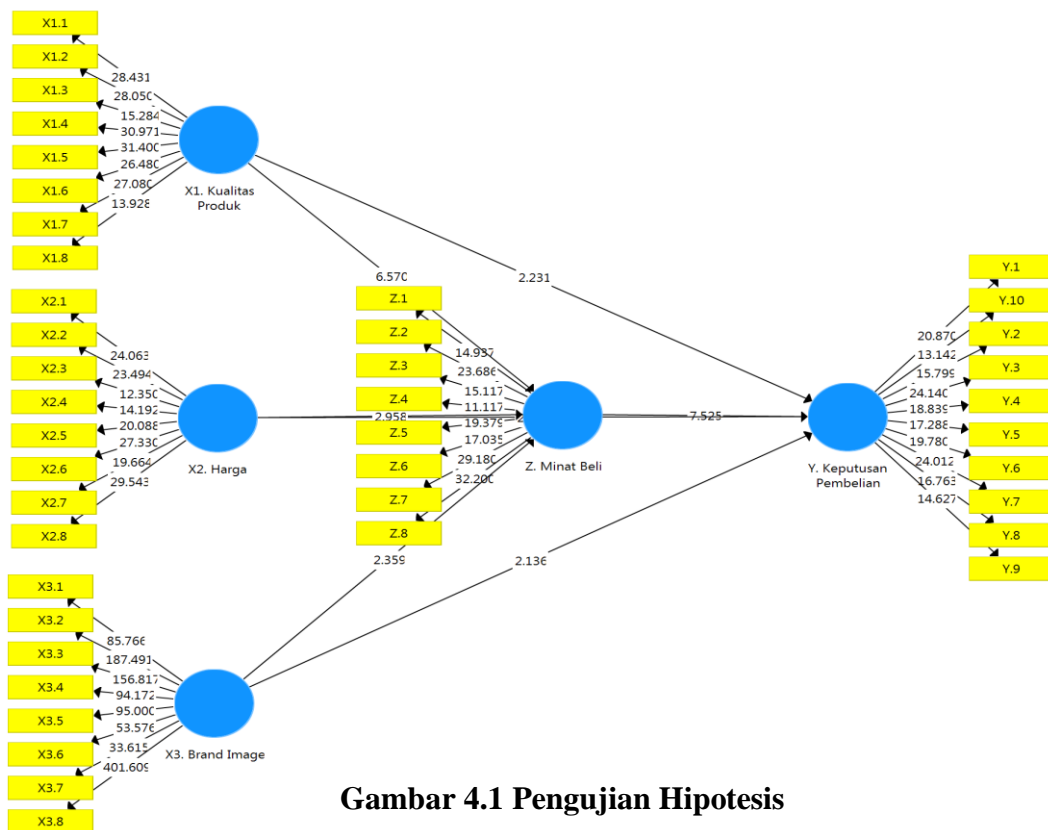 X1.1
X1.2
X1.3
X1.4
X1.5
X1.6
X1.7
X1.8
28.431
28.050
15.284
30.971
31.400
26.480
27.080
13.928
X1. Kualitas
Produk
6.570
2.231
X2.1
X2.2
X2.3
X2.4
X2.5
X2.6
X2.7
X2.8
24.063
23.494
12.350
14.192
20.088
27.330
19.664
29.543
X2. Harga
2.958
Z.1
Z.2
Z.3
Z.4
Z.5
Z.6
Z.7
Z.8
14.937
23.686
15.117
11.117
19.379
17.035
29.180
32.200
Z. Minat Beli
7.525
Y. Keputusan
Pembelian
Y.1
Y.10
Y.2
Y.3
Y.4
Y.5
Y.6
Y.7
Y.8
Y.9
20.870
13.142
15.799
24.140
18.839
17.288
19.780
24.012
16.763
14.627
X3.1
X3.2
X3.3
X3.4
X3.5
X3.6
X3.7
X3.8
85.766
187.491
156.817
94.172
95.000
53.576
33.615
401.609
X3. Brand Image
2.359
2.136
Gambar 4.1 Pengujian Hipotesis